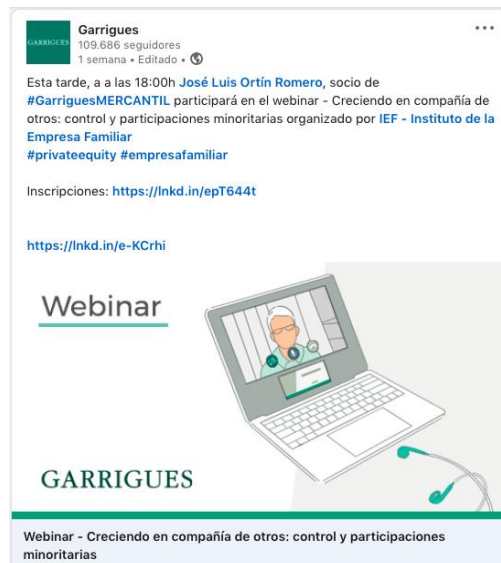 GARRIGUES
Garrigues
109.686 seguidores
1 semana • Editado •
Esta tarde, a a las 18:00h José Luis Ortín Romero, socio de
#GarriguesMERCANTIL participará en el webinar - Creciendo en compañía de
otros: control y participaciones minoritarias organizado por IEF - Instituto de la
Empresa Familiar
#privateequity #empresafamiliar
Inscripciones: https://lnkd.in/epT644t
https://lnkd.in/e-KCrhi
Webinar
GARRIGUES
Webinar - Creciendo en compañía de otros: control y participaciones
minoritarias